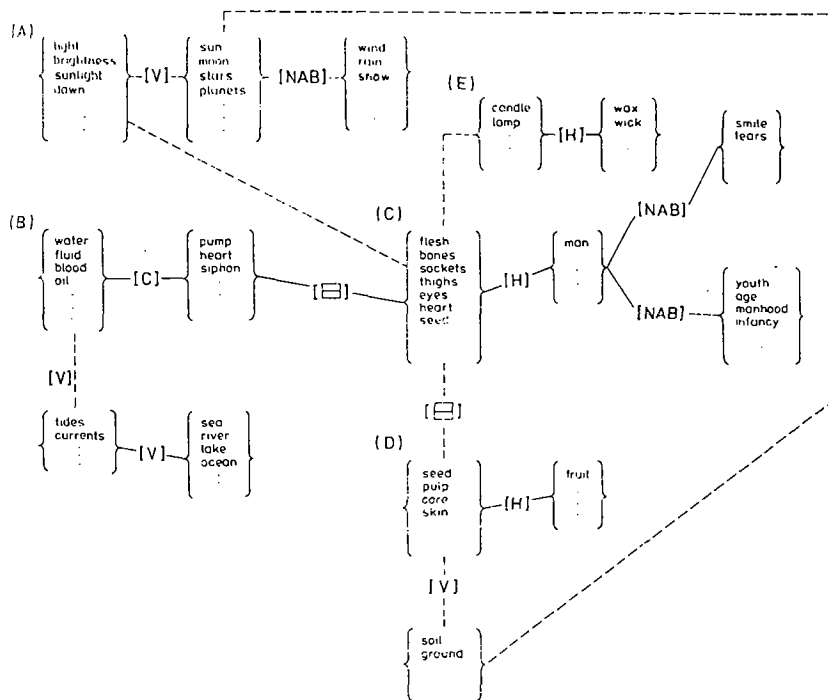 (A)
light
brightness
sunlight
dawn
[V]
sun
moon
stars
planets
[NAB]
wind
rain
snow
(E)
candle
lamp
[H]
wax
wick
smile
tears
[NAB]
(B)
water
fluid
blood
oil
[C]
pump
heart
siphon
(C)
flesh
bones
sockets
thighs
eyes
heart
seed
[H]
man
[NAB]
youth
age
manhood
infancy
[V]
tides
currents
[V]
sea
river
lake
ocean
(D)
seed
pulp
core
skin
[H]
fruit
[V]
soil
ground